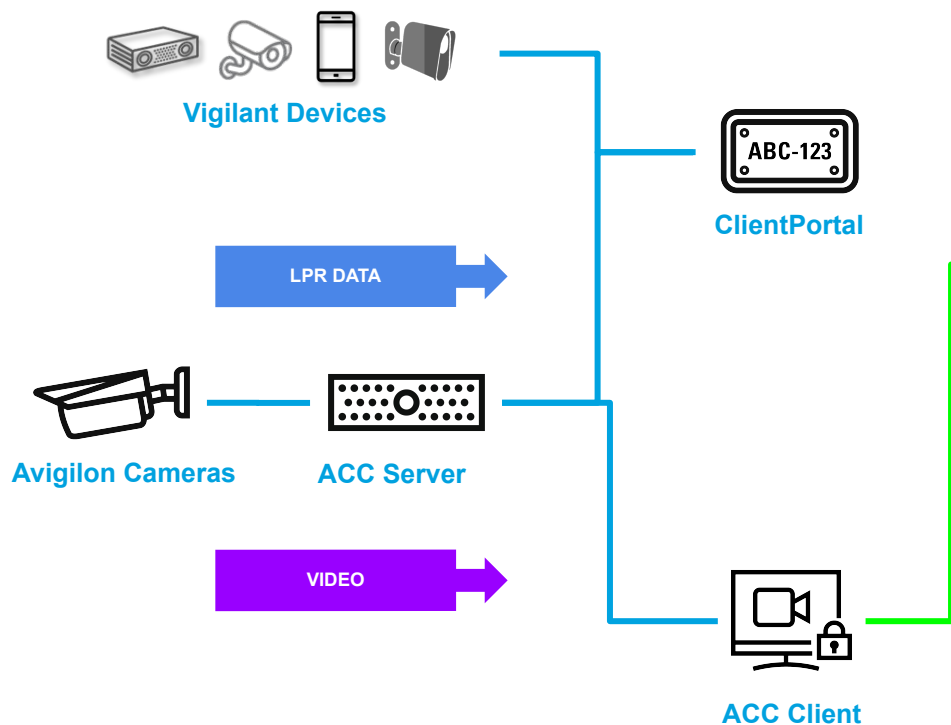 Vigilant Devices
ABC-123
ClientPortal
LPR DATA
Avigilon Cameras
ACC Server
VIDEO
ACC Client